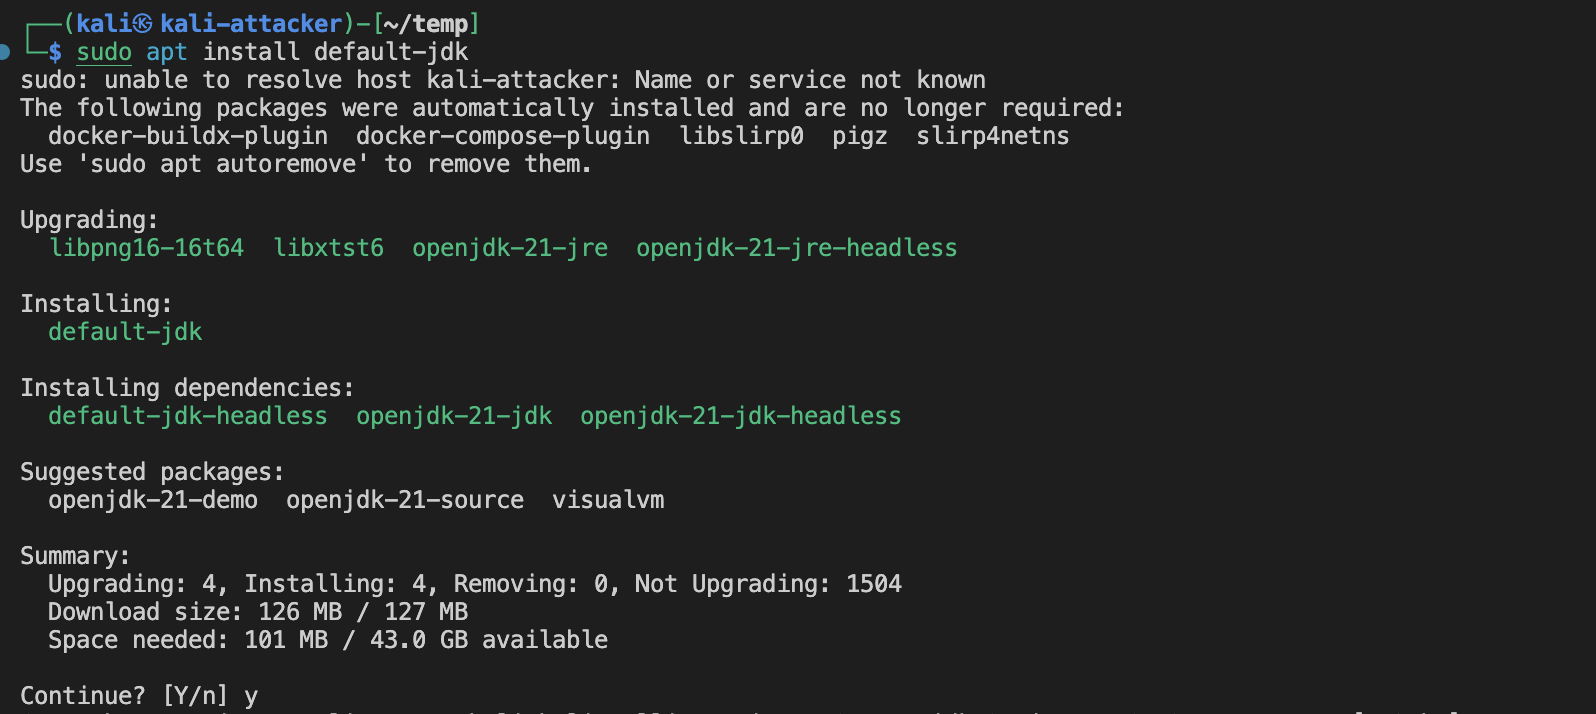 ┌──(kali㉿kali-attacker)-[~/temp]
└─$ sudo apt install default-jdk
sudo: unable to resolve host kali-attacker: Name or service not known
The following packages were automatically installed and are no longer required:
  docker-buildx-plugin  docker-compose-plugin  libslirp0  pigz  slirp4netns
Use 'sudo apt autoremove' to remove them.

Upgrading:
  libpng16-16t64  libxtst6  openjdk-21-jre  openjdk-21-jre-headless

Installing:
  default-jdk

Installing dependencies:
  default-jdk-headless  openjdk-21-jdk  openjdk-21-jdk-headless

Suggested packages:
  openjdk-21-demo  openjdk-21-source  visualvm

Summary:
  Upgrading: 4, Installing: 4, Removing: 0, Not Upgrading: 1504
  Download size: 126 MB / 127 MB
  Space needed: 101 MB / 43.0 GB available

Continue? [Y/n] y